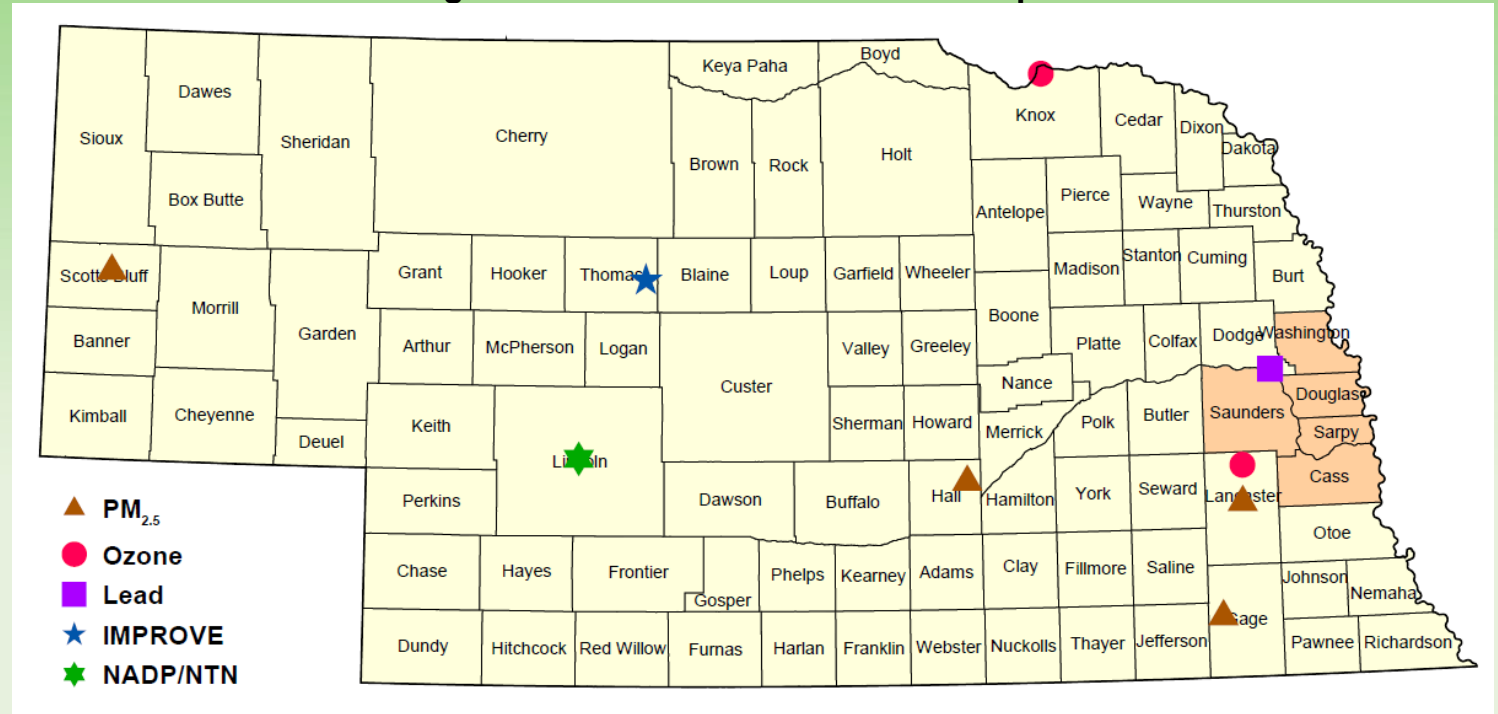 Keya Paha
Boyd
Dawes
Sioux
Sheridan
Cherry
Brown
Rock
Holt
Knox
Cedar
Dixon
Dakota
Box Butte
Antelope
Pierce
Wayne
Thurston
Scotts Bluff
Morrill
Garden
Grant
Hooker
Thomas
Blaine
Loup
Garfield
Wheeler
Madison
Stanton
Cuming
Burt
Banner
Arthur
McPherson
Logan
Custer
Valley
Greeley
Boone
Platte
Colfax
Dodge
Washington
Kimball
Cheyenne
Deuel
Keith
Lincoln
Sherman
Howard
Nance
Merrick
Polk
Butler
Saunders
Douglas
Sarpy
Cass
Perkins
Dawson
Buffalo
Hall
Hamilton
York
Seward
Lancaster
Otoe
Chase
Hayes
Frontier
Gosper
Phelps
Kearney
Adams
Clay
Fillmore
Saline
Johnson
Nemaha
Dundy
Hitchcock
Red Willow
Furnas
Harlan
Franklin
Webster
Nuckolls
Thayer
Jefferson
Gage
Pawnee
Richardson
PM2.5
Ozone
Lead
IMPROVE
NADP/NTN